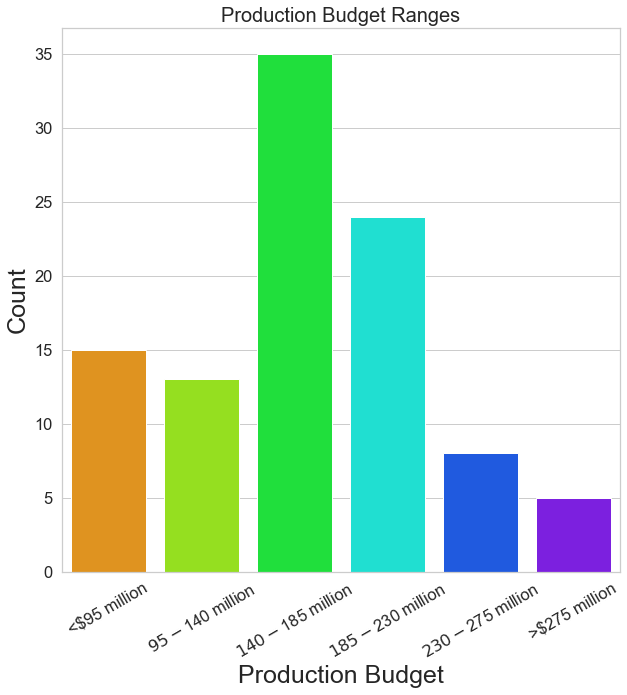 Production Budget Ranges
Count
35
30
25
20
15
10
5
0
<$95 million
95 − 140 million
140 − 185 million
185 − 230 million
230 − 275 million
>$275 million
Production Budget